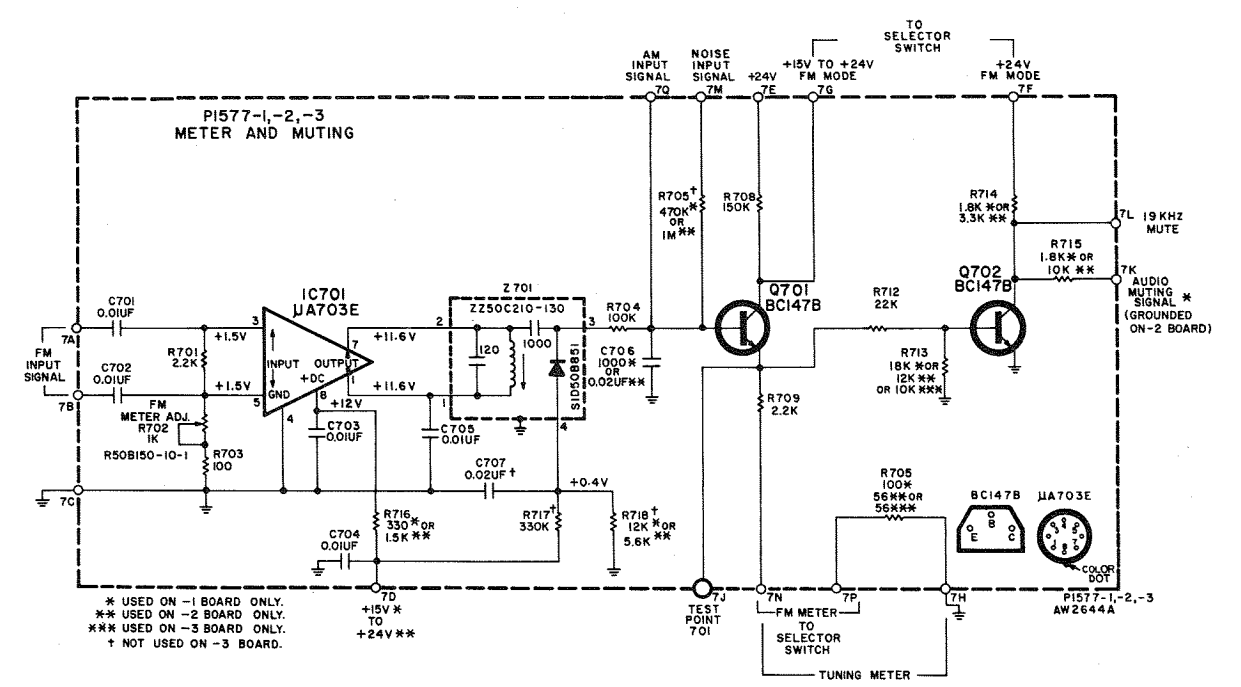 TO
SELECTOR
SWITCH
AM
INPUT
SIGNAL
7Q
NOISE
INPUT
SIGNAL
7M
+24V
7E
+15V TO +24V
FM MODE
7G
+24V
FM MODE
7F
P1577-1,-2,-3
METER AND MUTING
R705†
470K*
OR
1M**
R708
150K
R714
1.8K * OR
3.3K **
7L 19KHZ
MUTE
R715
1.8K* OR
10K **
7K
AUDIO
MUTING
SIGNAL *
(GROUNDED
ON-2 BOARD)
Q701
BC147B
Q702
BC147B
R712
22K
R713
18K *OR
12K **
OR 10K ***
IC701
μA703E
Z701
ZZ50C210-130
C701
0.01UF
3
+1.5V
7
+11.6V
2
120
1000
3
R704
100K
7A
FM
INPUT
SIGNAL
7B
R701
2.2K
INPUT
OUTPUT
+DC
GND
C702
0.01UF
+1.5V
5
4
8
+12V
1
+11.6V
1
S1D50B851
4
C706
1000*
OR
0.02UF**
FM
METER ADJ.
R702
1K
R50B150-10-1
R703
100
C703
0.01UF
C705
0.01UF
R709
2.2K
C707
0.02UF †
+0.4V
7C
R716
330 * OR
1.5K **
R717†
330K
R718†
12K * OR
5.6K **
C704
0.01UF
R705
100*
56**OR
56***
BC147B
B
E
C
μA703E
3
4
5
1
8
7
COLOR
DOT
7D
+15V *
TO
+24V **
7J
TEST
POINT
701
7N
7P
7H
FM METER
TO
SELECTOR
SWITCH
TUNING METER
P1577-1,-2,-3
AW2644A
* USED ON -1 BOARD ONLY.
** USED ON -2 BOARD ONLY.
*** USED ON -3 BOARD ONLY.
† NOT USED ON -3 BOARD.